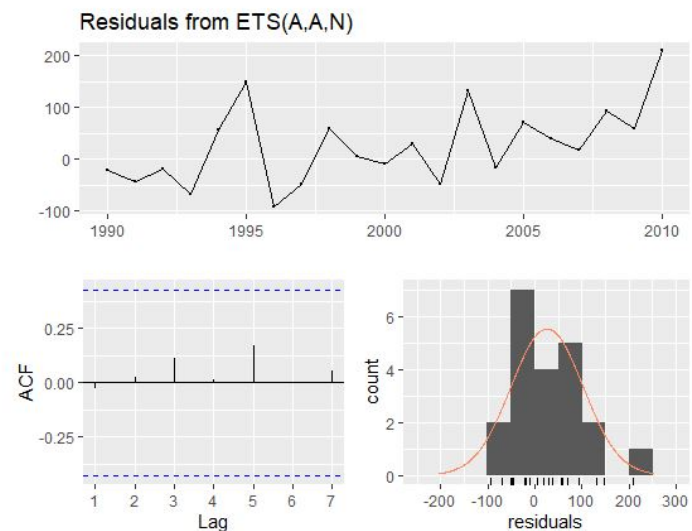 Residuals from ETS(A,A,N)
200
100
0
-100
1990 1995 2000 2005 2010
0.25
0.00
-0.25
ACF
1 2 3 4 5 6 7
Lag
6
4
2
0
count
-200 -100 0 100 200 300
residuals